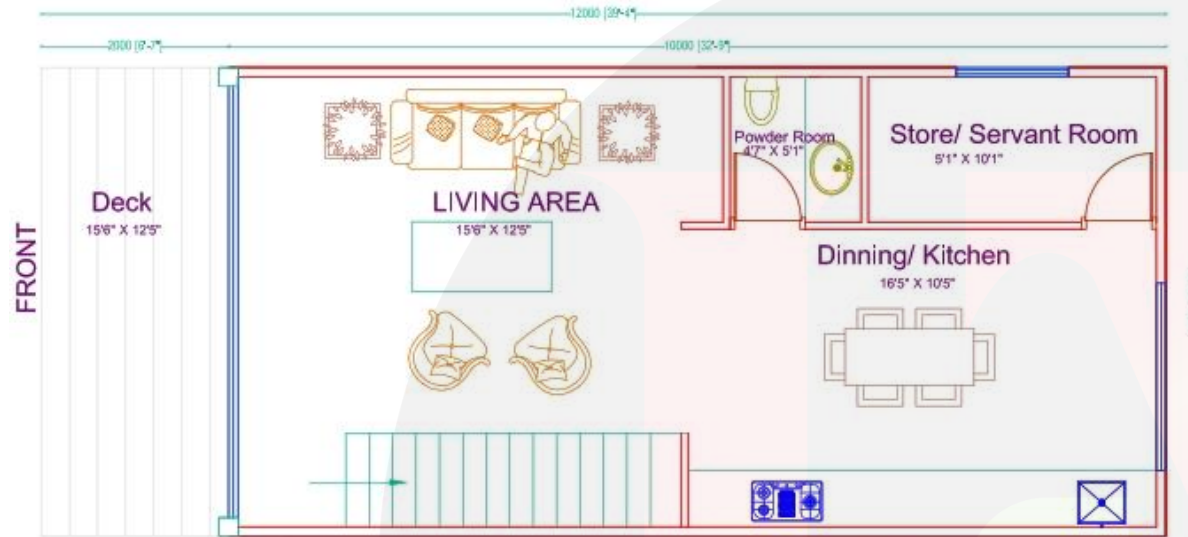 12000 [39'-4"]
2000 [6'-7"]
10000 [32'-9"]
FRONT
Deck
15'6" X 12'5"
LIVING AREA
15'6" X 12'5"
Powder Room
4'7" X 5'1"
Store/ Servant Room
5'1" X 10'1"
Dinning/ Kitchen
16'5" X 10'5"